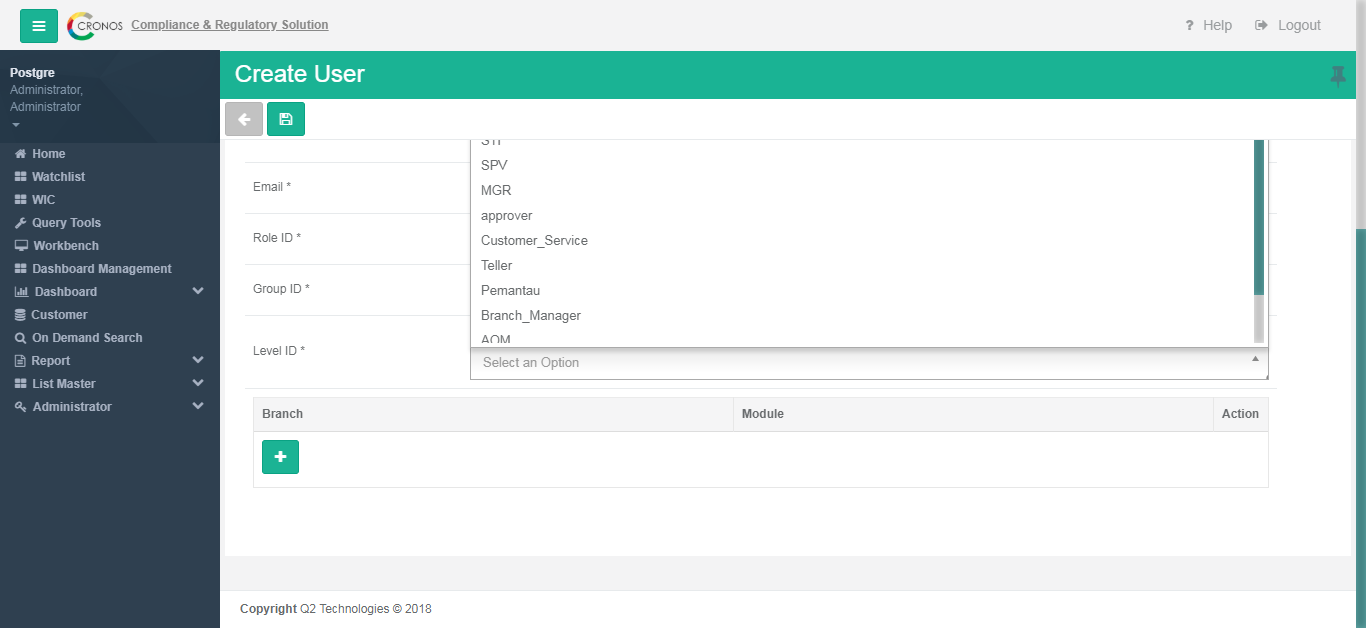 CRONOS Compliance & Regulatory Solution
? Help Logout
Postgre
Administrator,
Administrator
Home
Watchlist
WIC
Query Tools
Workbench
Dashboard Management
Dashboard
Customer
On Demand Search
Report
List Master
Administrator
Create User
SPV
Email *
MGR
approver
Role ID *
Customer_Service
Teller
Group ID *
Pemantau
Branch_Manager
AOM
Level ID *
Select an Option
Branch Module Action
Copyright Q2 Technologies © 2018